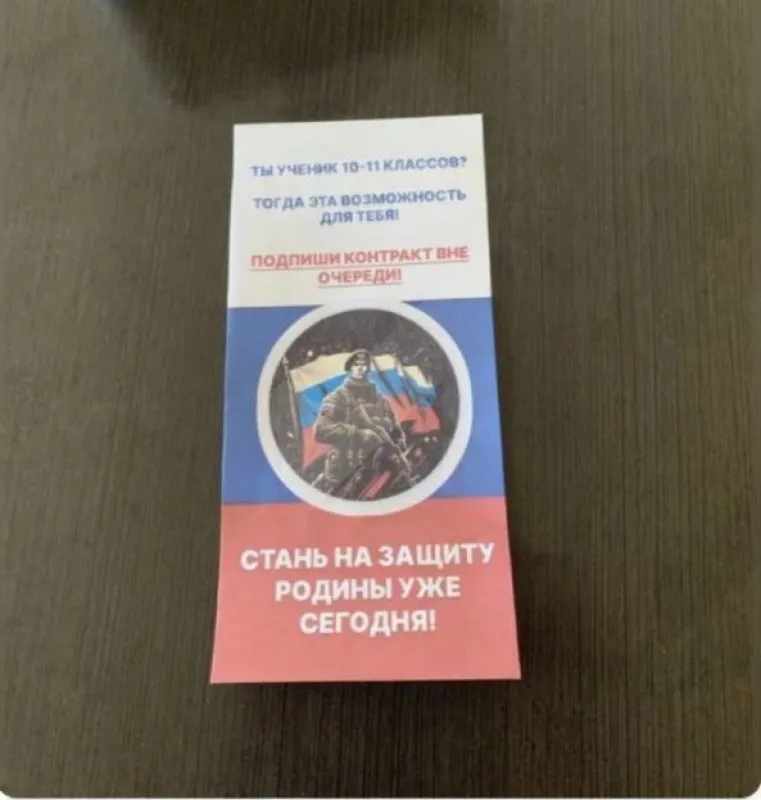 ТЫ УЧЕНИК 10-11 КЛАССОВ?
ТОГДА ЭТА ВОЗМОЖНОСТЬ
ДЛЯ ТЕБЯ!
ПОДПИШИ КОНТРАКТ ВНЕ
ОЧЕРЕДИ!
СТАНЬ НА ЗАЩИТУ
РОДИНЫ УЖЕ
СЕГОДНЯ!